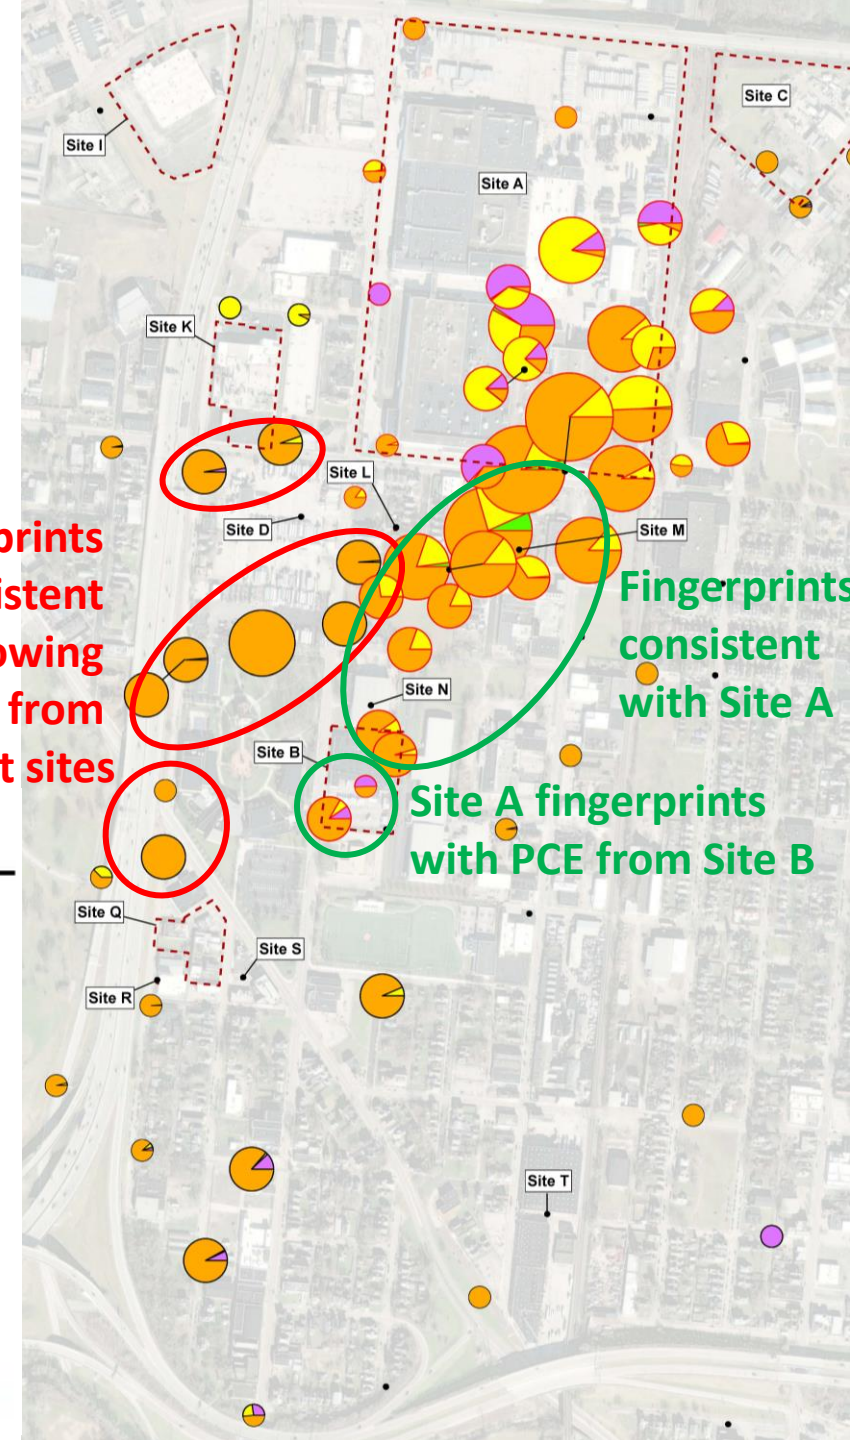 Site C
Site I
Site A
Site K
Site L
Site D
Site M
prints
istent
owing
from
t sites
Fingerprints
consistent
with Site A
Site N
Site B
Site A fingerprints
with PCE from Site B
Site Q
Site S
Site R
Site T